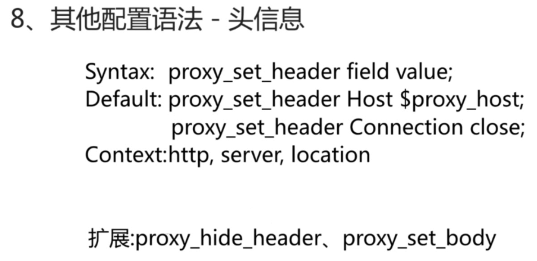 8、其他配置语法 - 头信息
Syntax: proxy_set_header field value;
Default: proxy_set_header Host $proxy_host;
proxy_set_header Connection close;
Context:http, server, location
扩展:proxy_hide_header、proxy_set_body